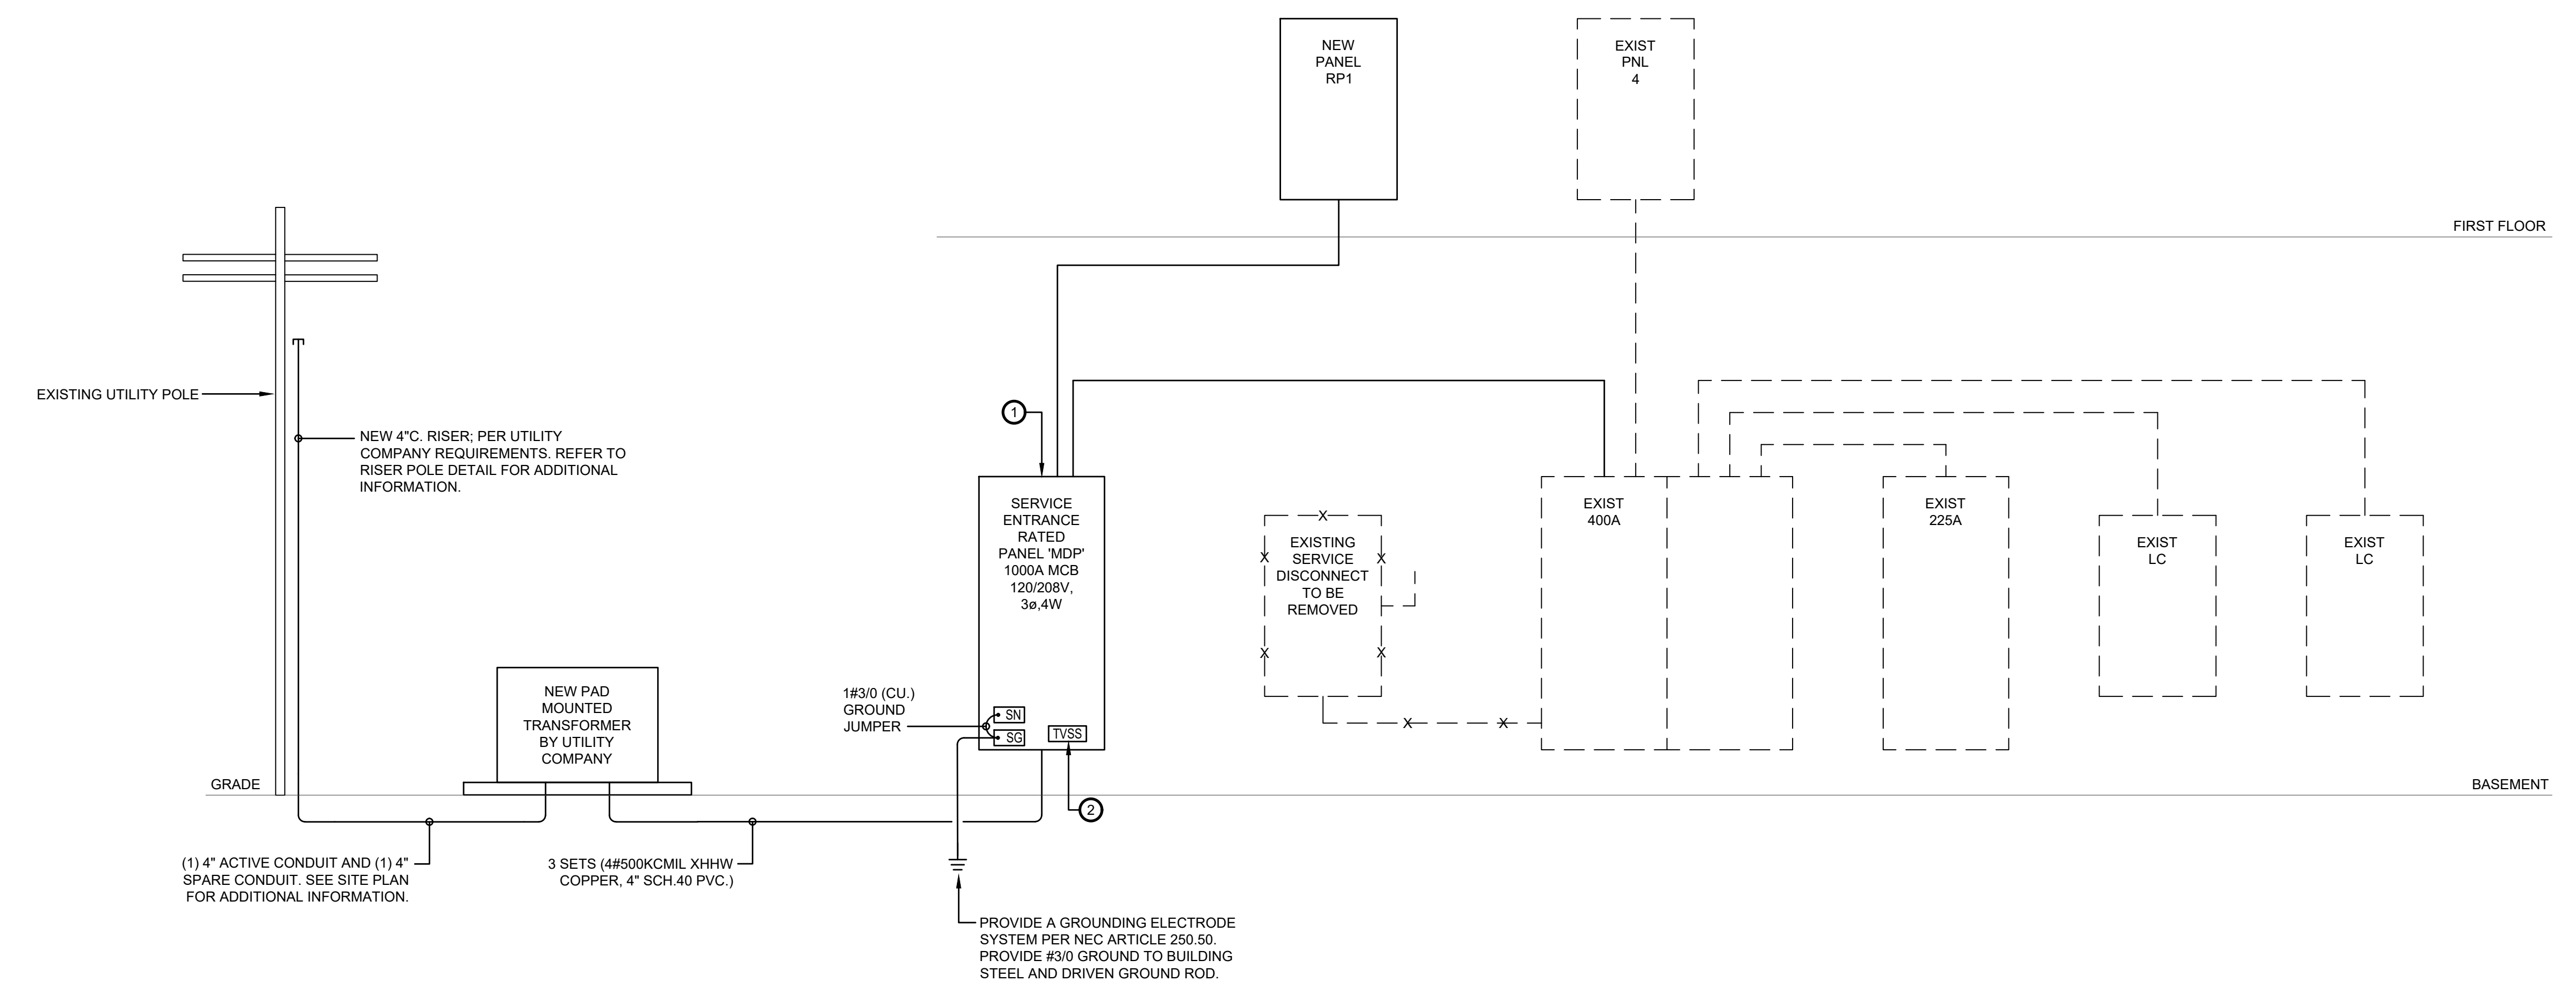 NEW
PANEL
RP1
EXIST
PNL
4
FIRST FLOOR
EXISTING UTILITY POLE
NEW 4"C. RISER; PER UTILITY
COMPANY REQUIREMENTS. REFER TO
RISER POLE DETAIL FOR ADDITIONAL
INFORMATION.
1
SERVICE
ENTRANCE
RATED
PANEL 'MDP'
1000A MCB
120/208V,
3ø,4W
X
X
X
X
X
EXISTING
SERVICE
DISCONNECT
TO BE
REMOVED
X
X
EXIST
400A
EXIST
225A
EXIST
LC
EXIST
LC
NEW PAD
MOUNTED
TRANSFORMER
BY UTILITY
COMPANY
1#3/0 (CU.)
GROUND
JUMPER
SN
SG
TVSS
2
GRADE
BASEMENT
(1) 4" ACTIVE CONDUIT AND (1) 4"
SPARE CONDUIT. SEE SITE PLAN
FOR ADDITIONAL INFORMATION.
3 SETS (4#500KCMIL XHHW
COPPER, 4" SCH.40 PVC.)
PROVIDE A GROUNDING ELECTRODE
SYSTEM PER NEC ARTICLE 250.50.
PROVIDE #3/0 GROUND TO BUILDING
STEEL AND DRIVEN GROUND ROD.